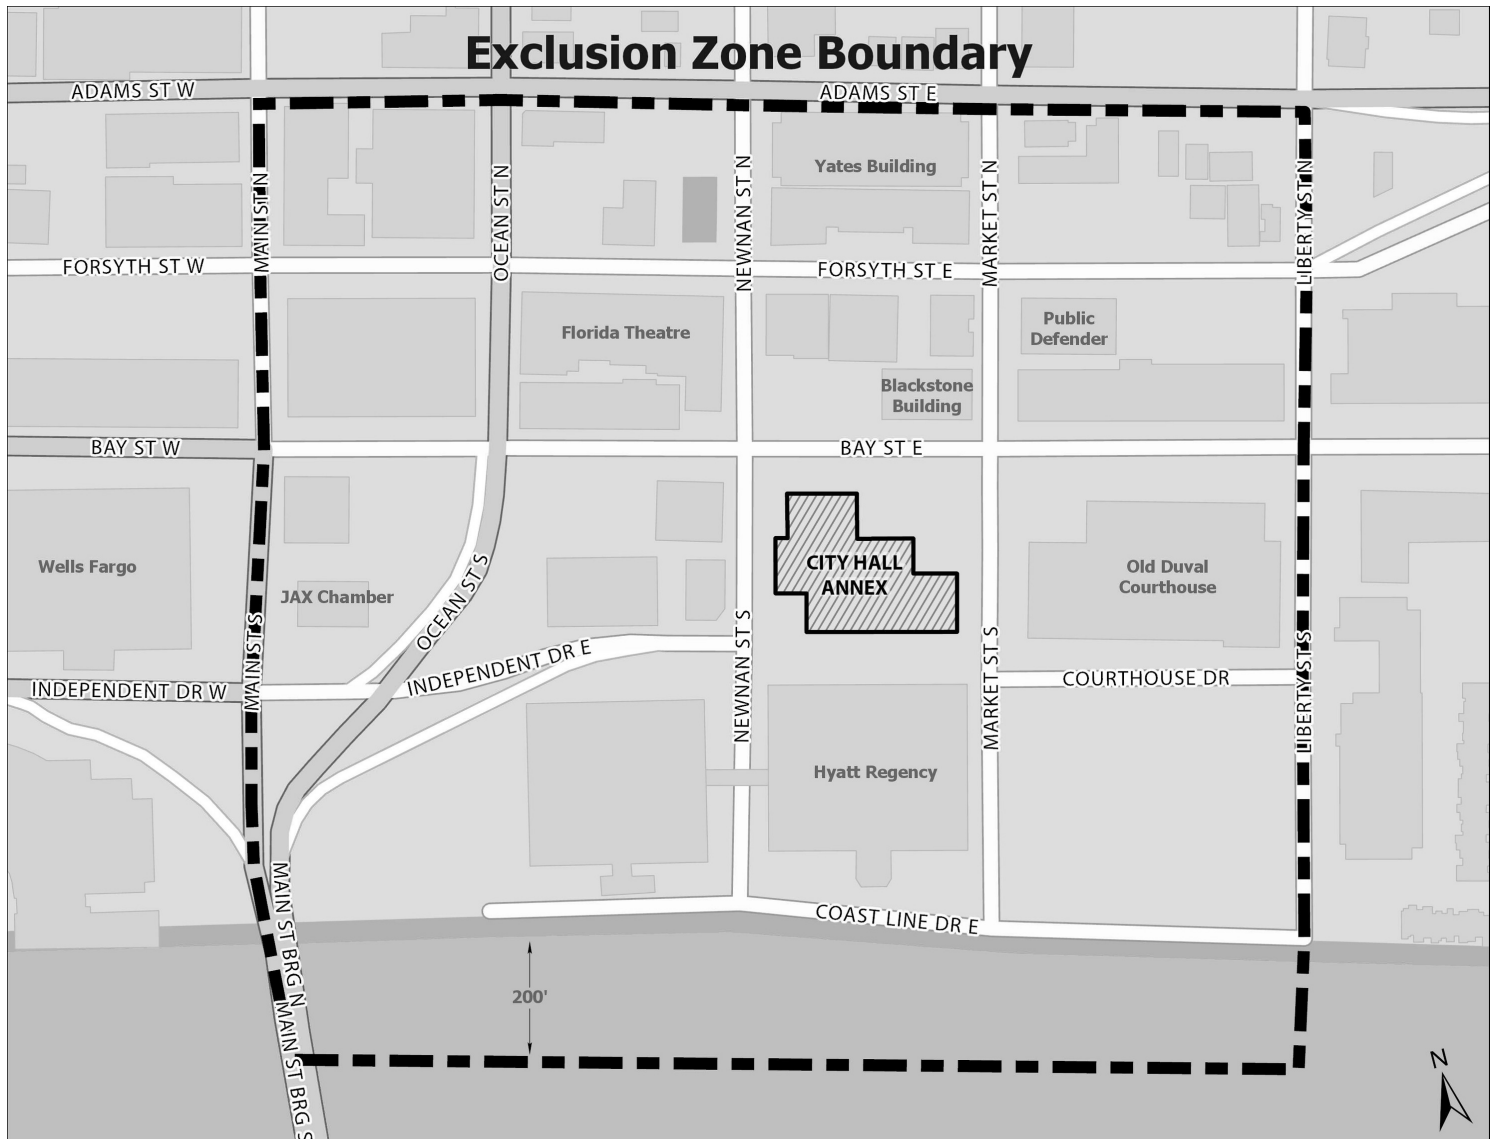 Exclusion Zone Boundary
ADAMS ST W
ADAMS ST E
MAIN ST N
OCEAN ST N
NEWNAN ST N
MARKET ST N
LIBERTY ST N
Yates Building
FORSYTH ST W
FORSYTH ST E
Florida Theatre
Public
Defender
Blackstone
Building
BAY ST W
BAY ST E
Wells Fargo
JAX Chamber
OCEAN ST S
CITY HALL
ANNEX
Old Duval
Courthouse
MAIN ST S
NEWNAN ST S
MARKET ST S
LIBERTY ST S
INDEPENDENT DR W
INDEPENDENT DR E
COURTHOUSE DR
Hyatt Regency
COAST LINE DR E
MAIN ST BRG N
200'
MAIN ST BRG S
N